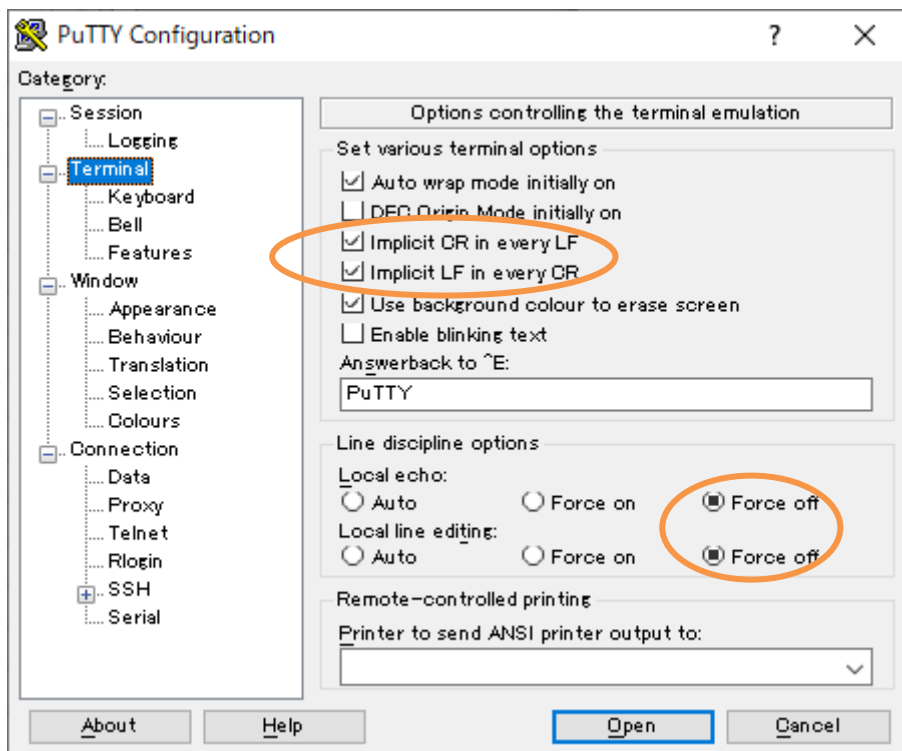 PuTTY Configuration
Category:
Session
Logging
Terminal
Keyboard
Bell
Features
Window
Appearance
Behaviour
Translation
Selection
Colours
Connection
Data
Proxy
Telnet
Rlogin
SSH
Serial
Options controlling the terminal emulation
Set various terminal options
Auto wrap mode initially on
DEC Origin Mode initially on
Implicit CR in every LF
Implicit LF in every CR
Use background colour to erase screen
Enable blinking text
Answerback to ^E:
PuTTY
Line discipline options
Local echo:
Auto Force on Force off
Local line editing:
Auto Force on Force off
Remote-controlled printing
Printer to send ANSI printer output to:
About Help Open Cancel